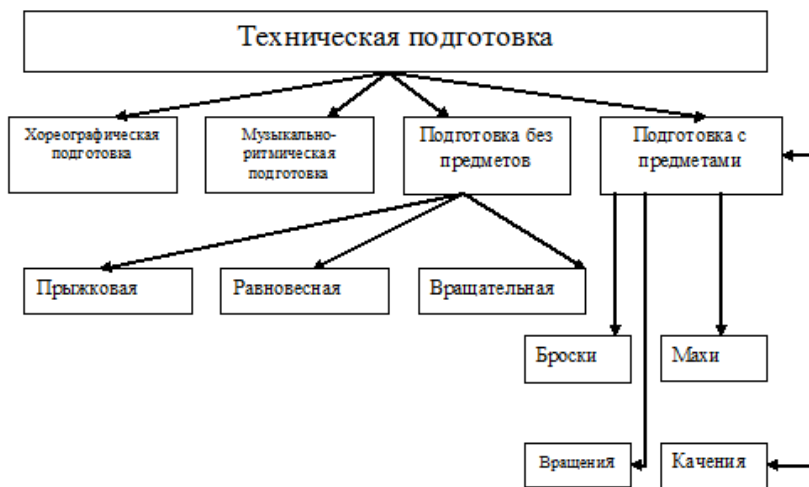 Техническая подготовка
Хореографическая
подготовка
Музыкально-
ритмическая
подготовка
Подготовка без
предметов
Подготовка с
предметами
Прыжковая
Равновесная
Вращательная
Броски
Махи
Вращения
Качения